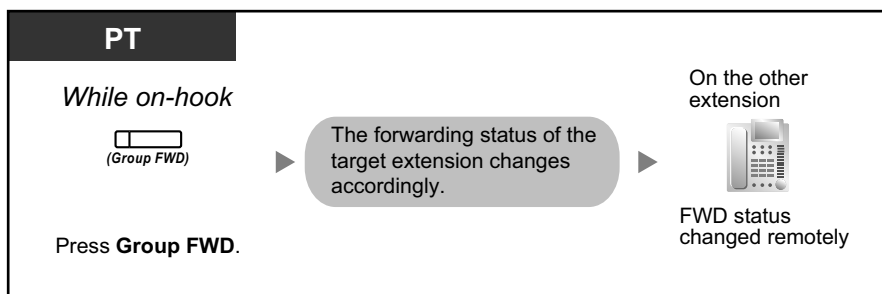 PT
While on-hook
(Group FWD)
Press Group FWD.
The forwarding status of the
target extension changes
accordingly.
On the other
extension
FWD status
changed remotely